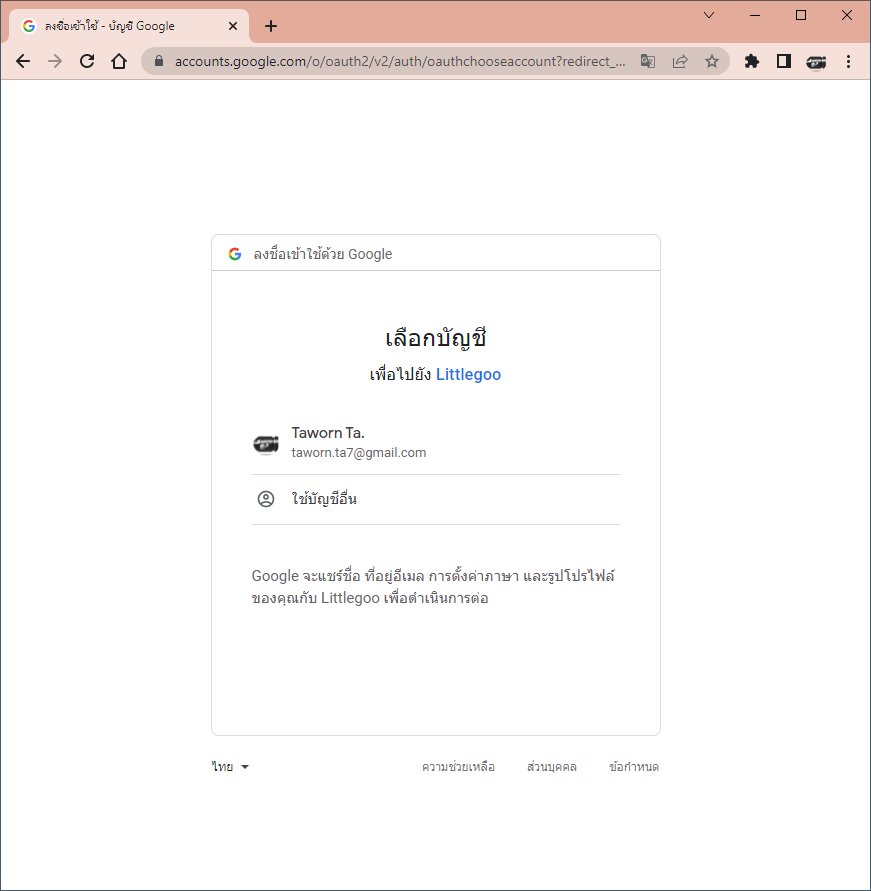 ลงชื่อเข้าใช้ - บัญชี Google
accounts.google.com/o/oauth2/v2/auth/oauthchooseaccount?redirect_...
ลงชื่อเข้าใช้ด้วย Google
เลือกบัญชี
เพื่อไปยัง Littlegoo
Taworn Ta.
taworn.ta7@gmail.com
ใช้บัญชีอื่น
Google จะแชร์ชื่อ ที่อยู่อีเมล การตั้งค่าภาษา และรูปโปรไฟล์
ของคุณกับ Littlegoo เพื่อดำเนินการต่อ
ไทย ความช่วยเหลือ ส่วนบุคคล ข้อกำหนด